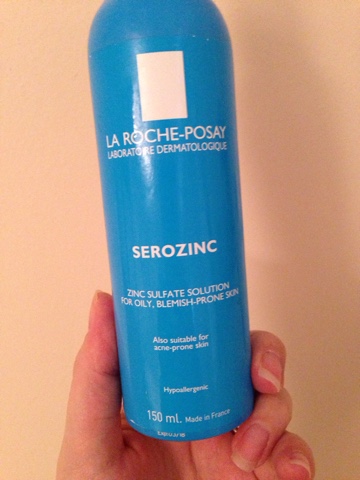 LA ROCHE-POSAY
LABORATOIRE DERMATOLOGIQUE
SEROZINC
ZINC SULFATE SOLUTION
FOR OILY, BLEMISH-PRONE SKIN
Also suitable for
acne-prone skin
Hypoallergenic
150 ml. Made in France